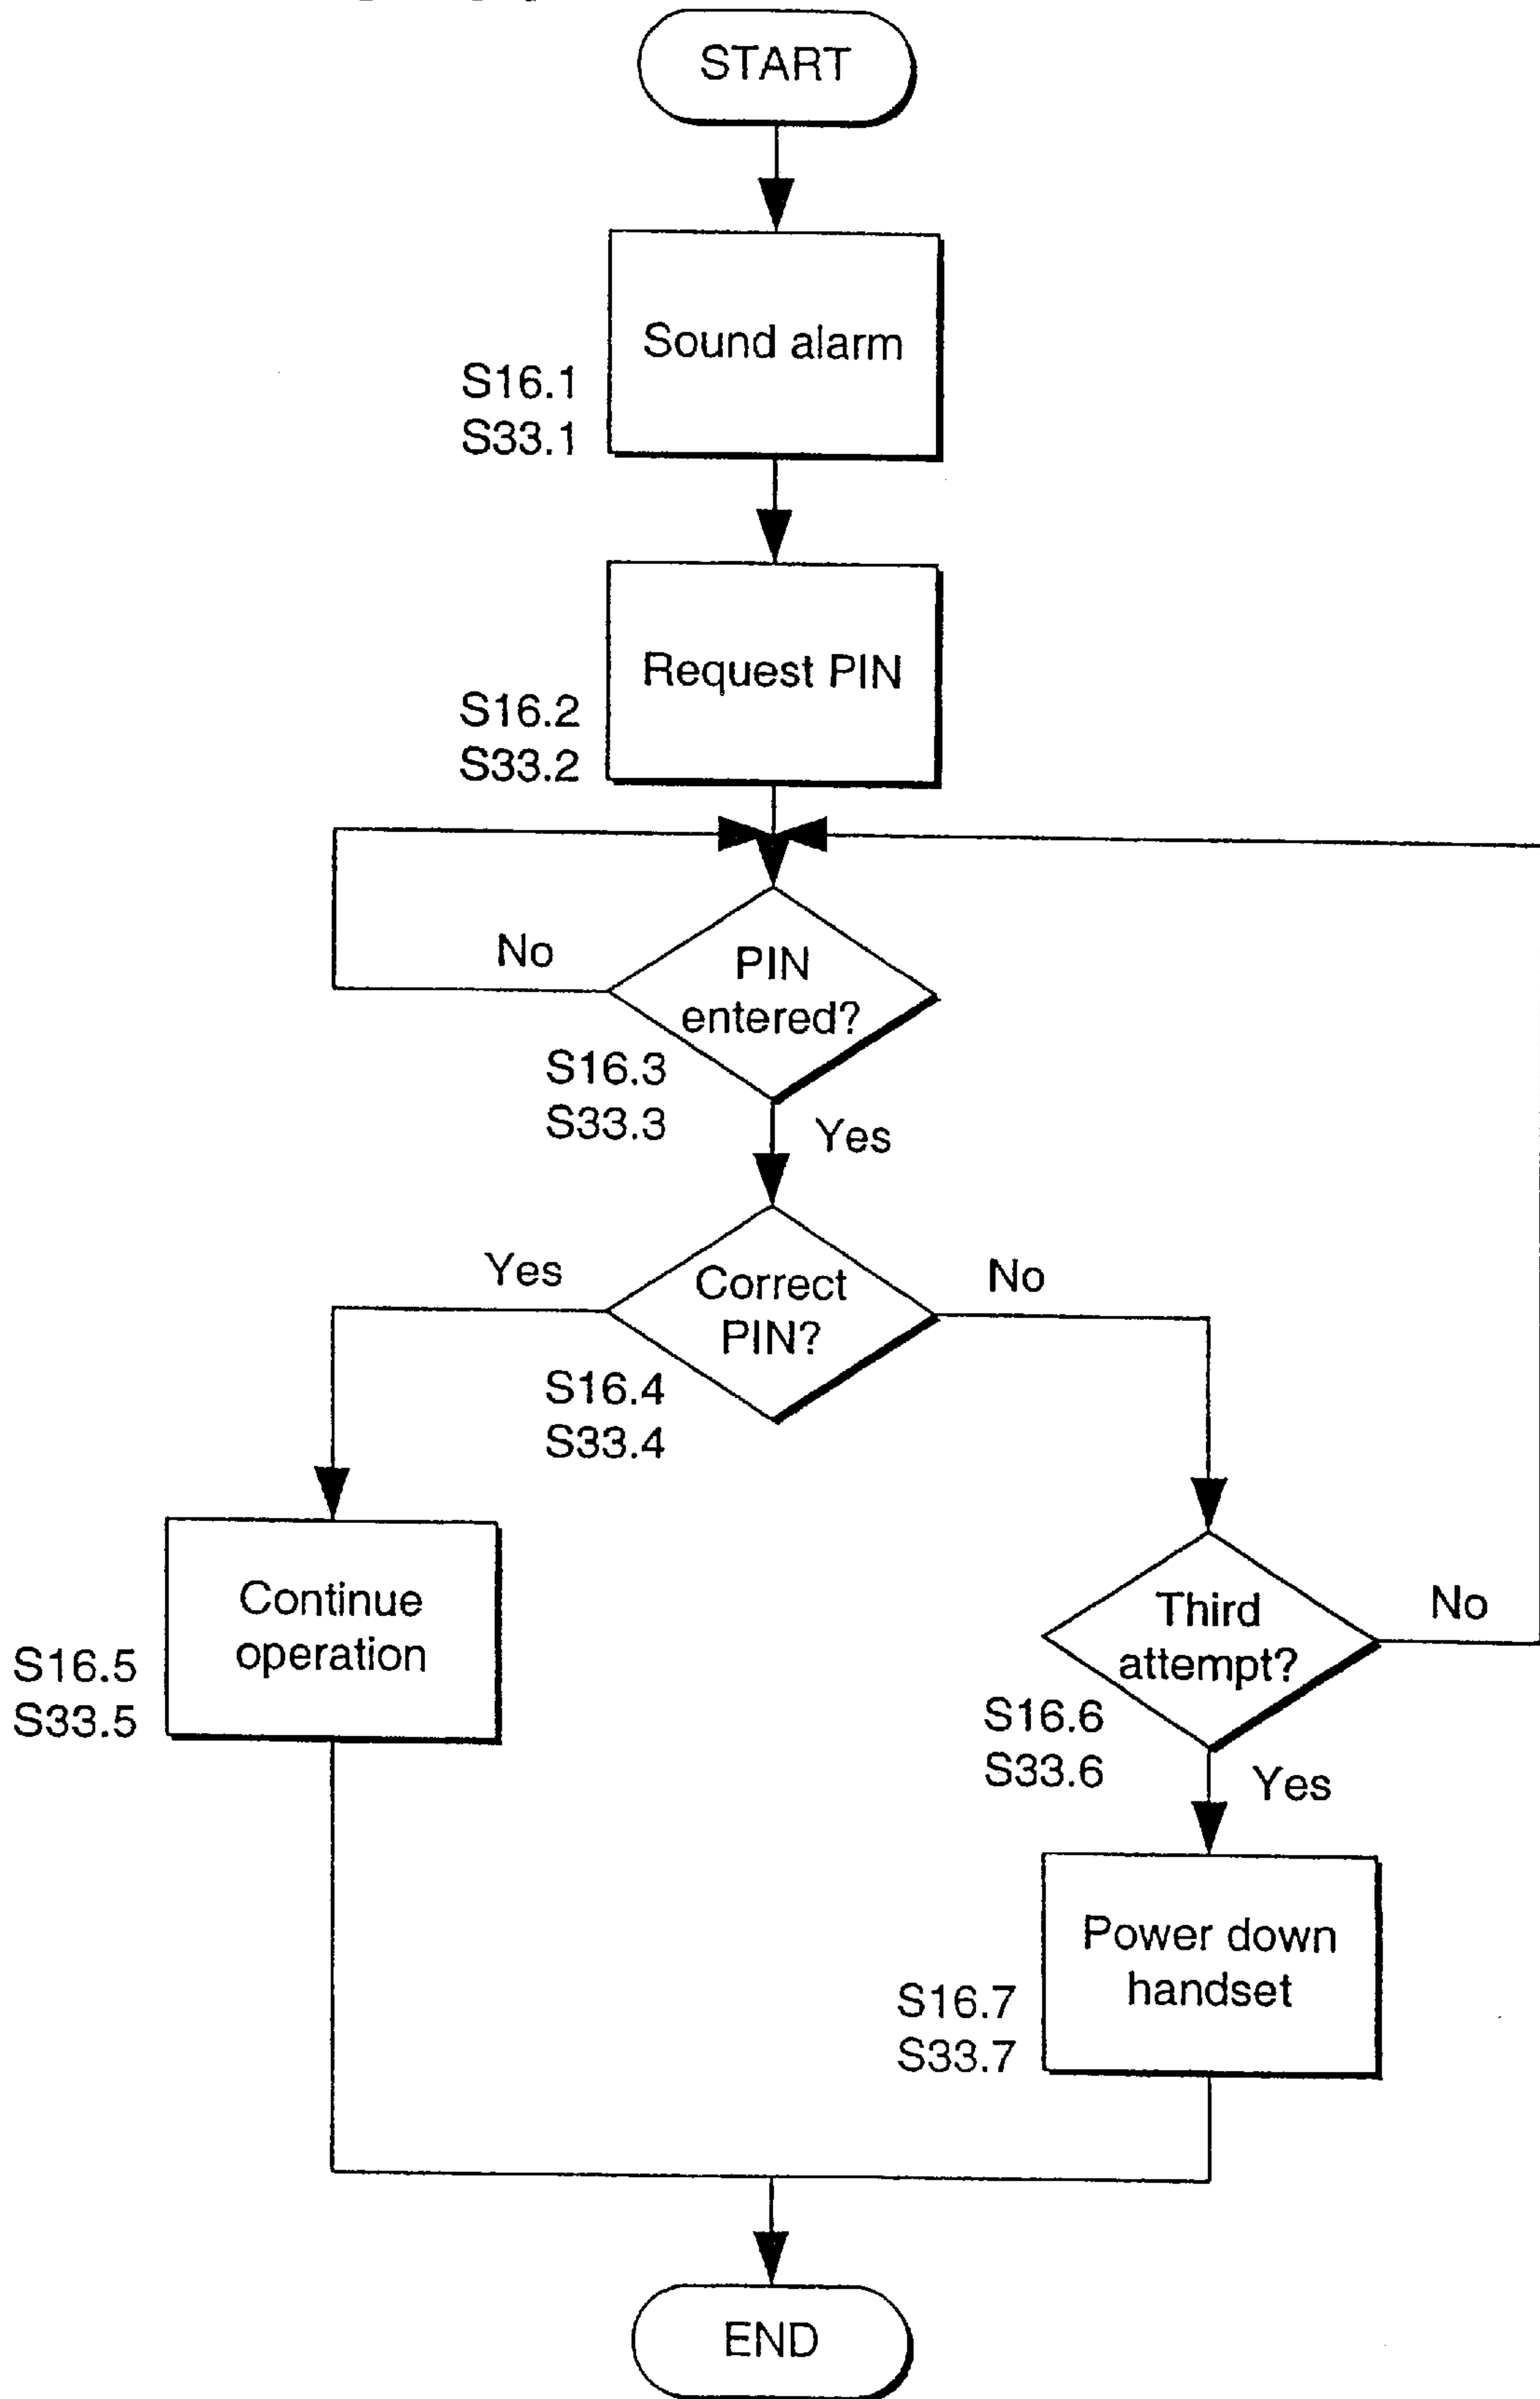 START
Sound alarm
S16.1
S33.1
Request PIN
S16.2
S33.2
No
PIN
entered?
S16.3
S33.3
Yes
Yes
Correct
PIN?
No
S16.4
S33.4
Continue
operation
S16.5
S33.5
Third
attempt?
No
S16.6
S33.6
Yes
Power down
handset
S16.7
S33.7
END